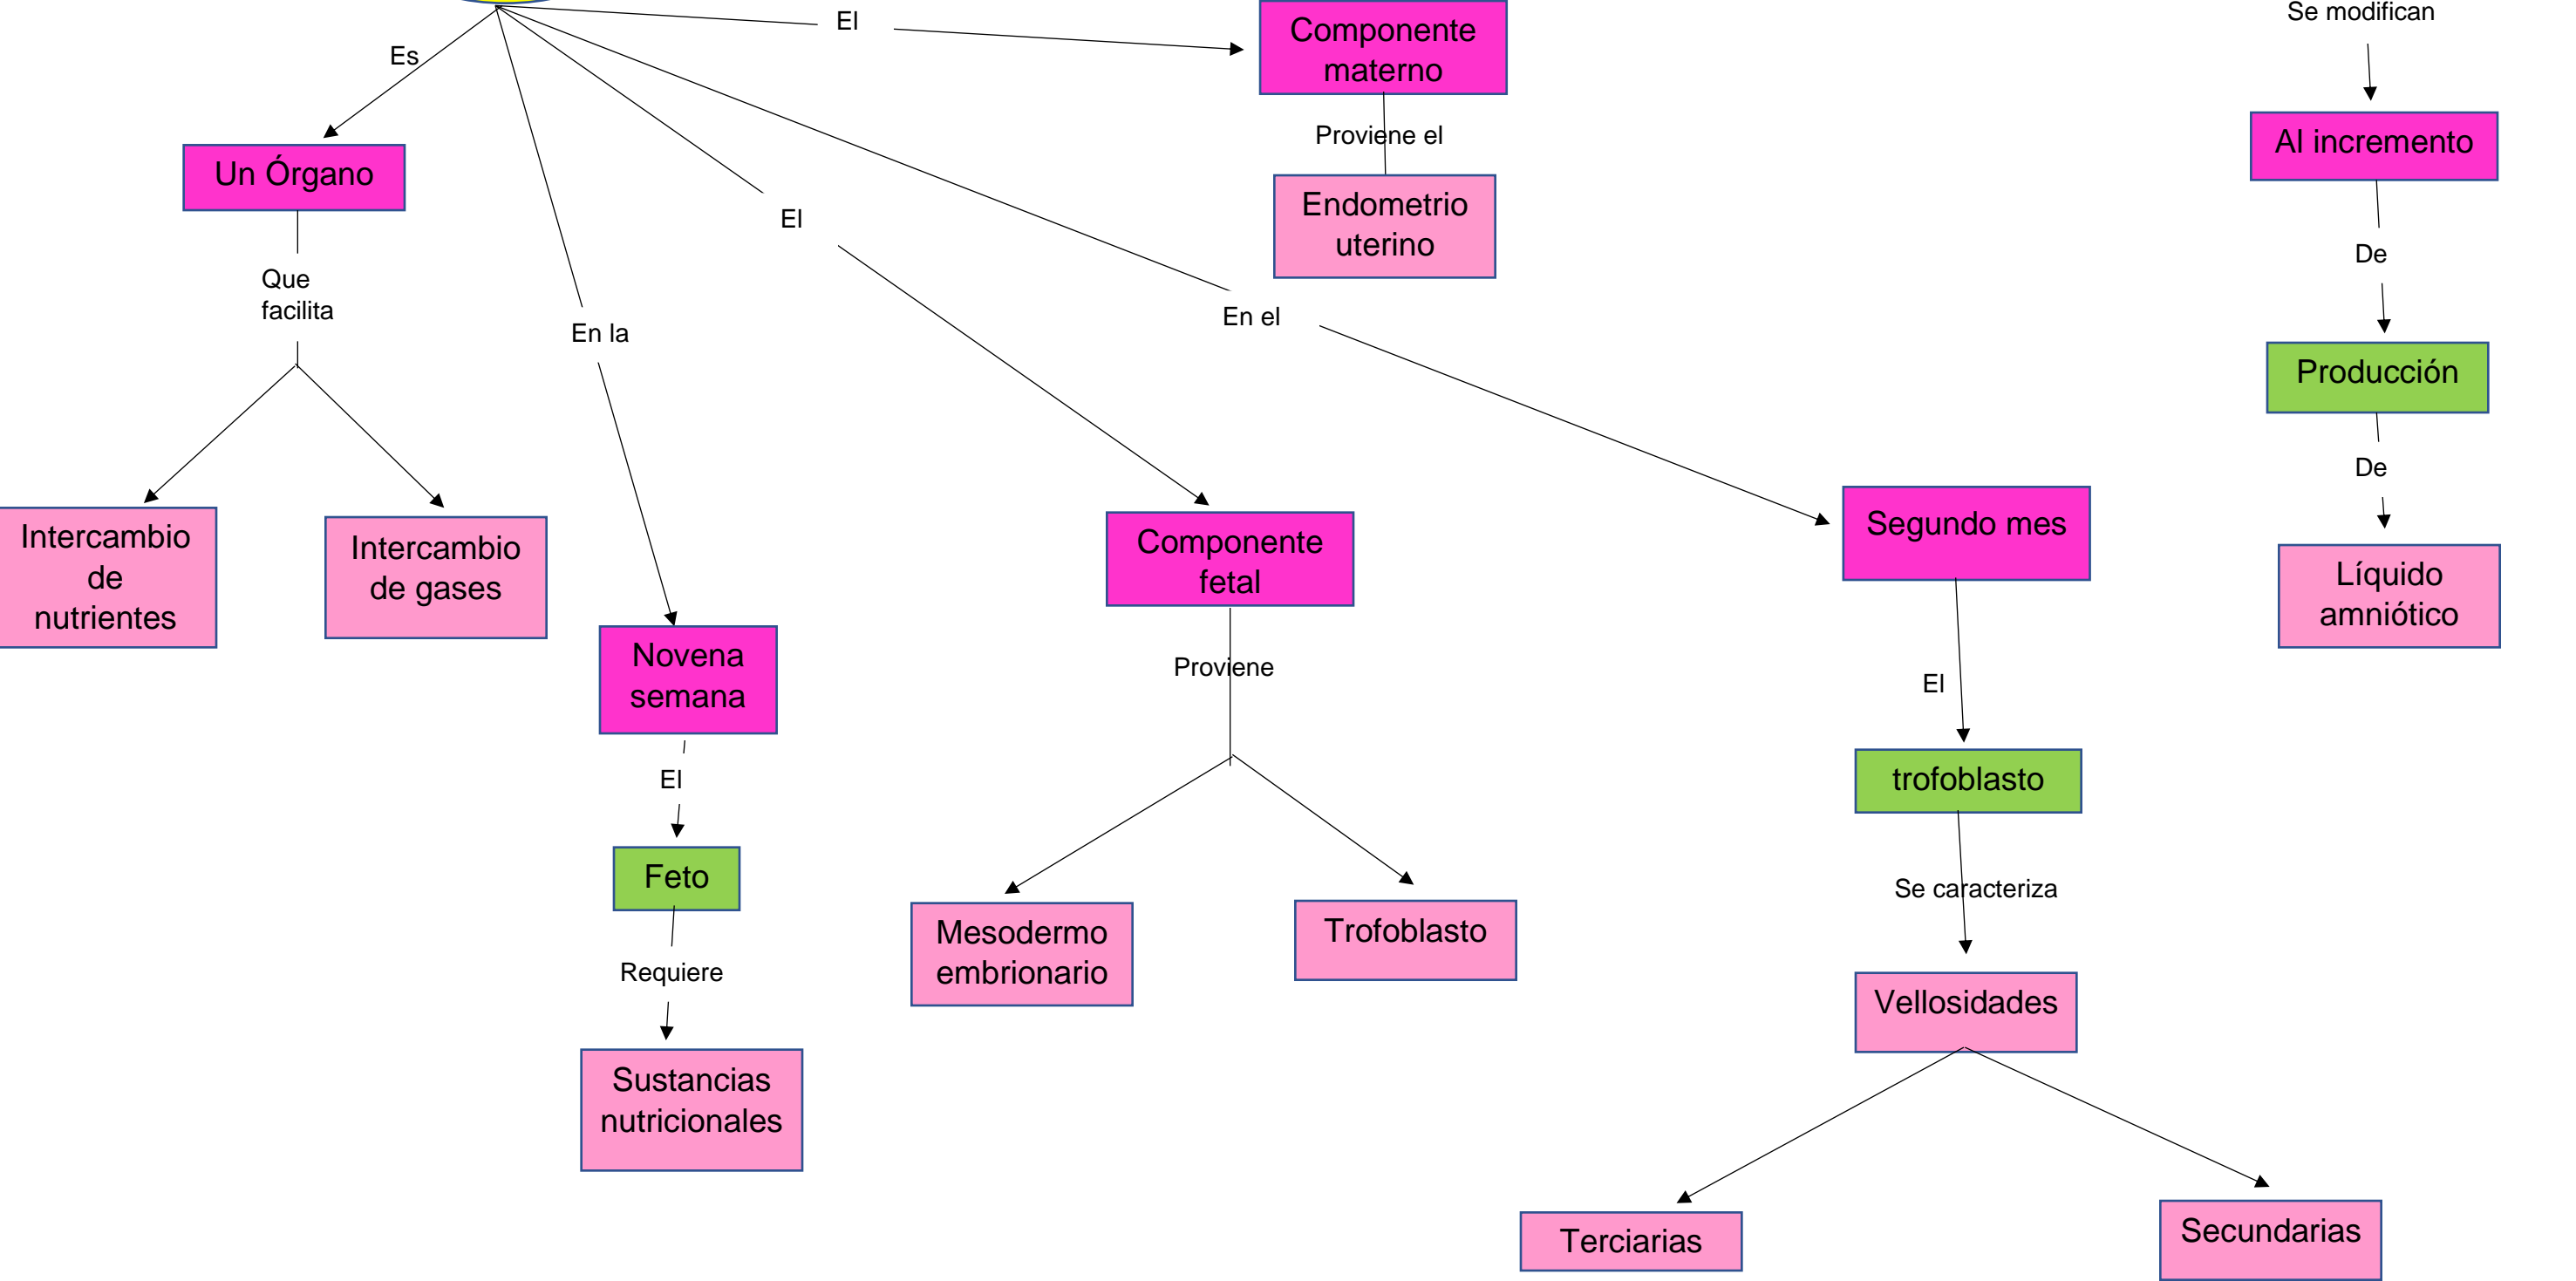 El
Componente
materno
Se modifican
Es
Proviene el
Al incremento
Un Órgano
Endometrio
uterino
El
De
Que
facilita
En la
En el
Producción
De
Intercambio
de
nutrientes
Intercambio
de gases
Componente
fetal
Segundo mes
Líquido
amniótico
Novena
semana
Proviene
El
El
trofoblasto
Feto
Se caracteriza
Mesodermo
embrionario
Trofoblasto
Requiere
Vellosidades
Sustancias
nutricionales
Terciarias
Secundarias